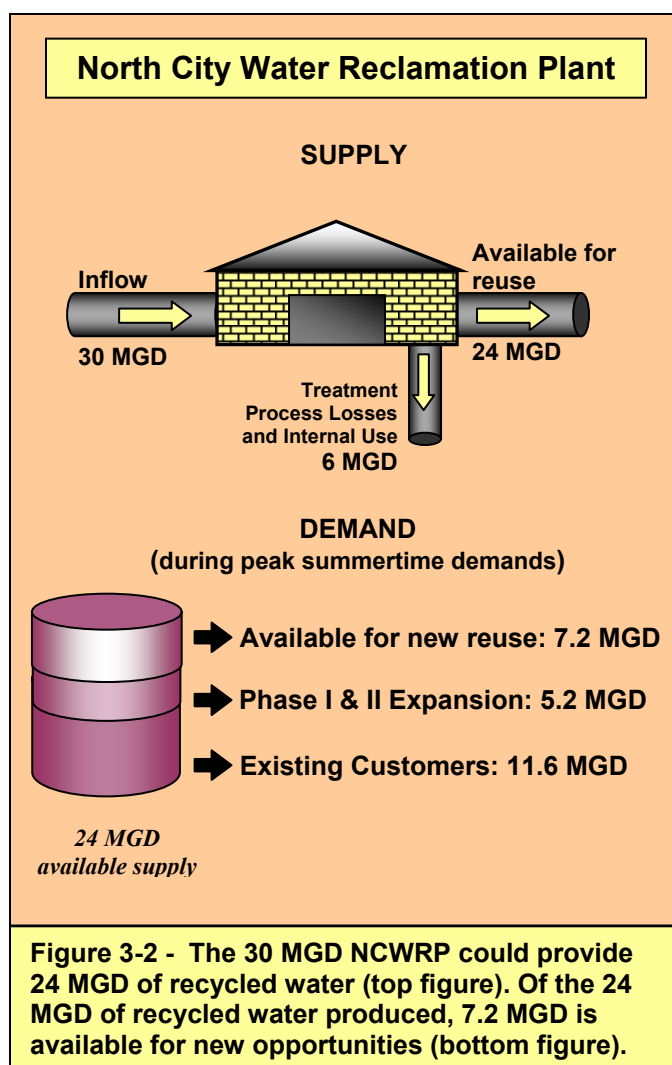 North City Water Reclamation Plant
SUPPLY
Inflow
30 MGD
Available for
reuse
24 MGD
Treatment
Process Losses
and Internal Use
6 MGD
DEMAND
(during peak summertime demands)
Available for new reuse: 7.2 MGD
Phase I & II Expansion: 5.2 MGD
Existing Customers: 11.6 MGD
24 MGD
available supply
Figure 3-2 - The 30 MGD NCWRP could provide
24 MGD of recycled water (top figure). Of the 24
MGD of recycled water produced, 7.2 MGD is
available for new opportunities (bottom figure).